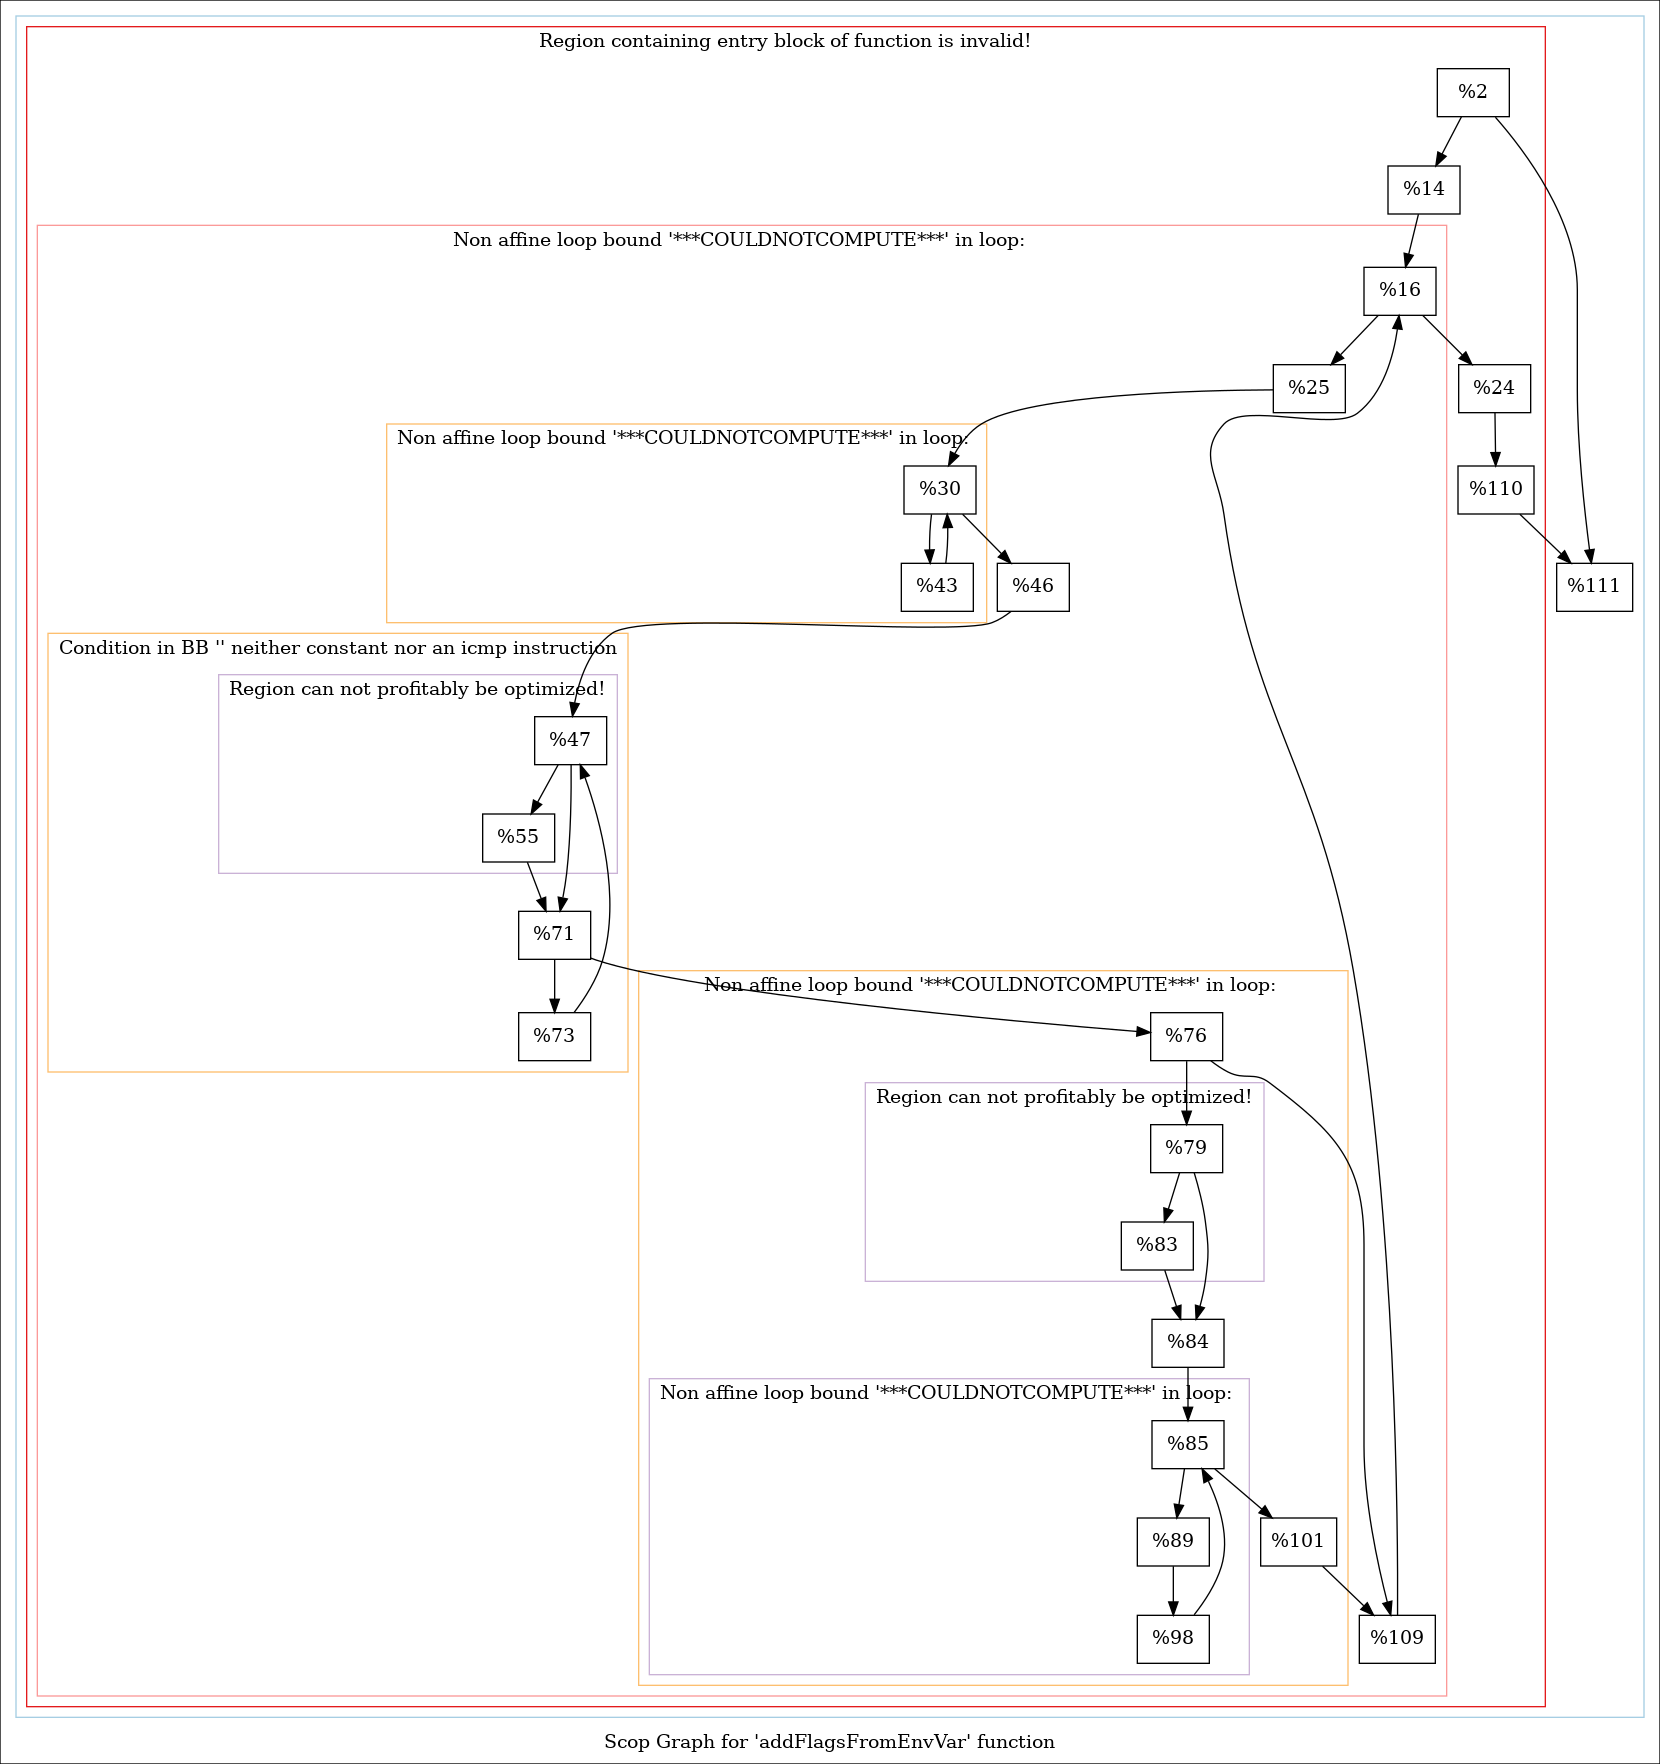 Region containing entry block of function is invalid!
%2
%14
Non affine loop bound '***COULDNOTCOMPUTE***' in loop:
%16
%25
%24
Non affine loop bound '***COULDNOTCOMPUTE***' in loop:
%30
%110
%43
%46
%111
Condition in BB '' neither constant nor an icmp instruction
Region can not profitably be optimized!
%47
%55
%71
Non affine loop bound '***COULDNOTCOMPUTE***' in loop:
%73
%76
Region can not profitably be optimized!
%79
%83
%84
Non affine loop bound '***COULDNOTCOMPUTE***' in loop:
%85
%89
%101
%98
%109
Scop Graph for 'addFlagsFromEnvVar' function